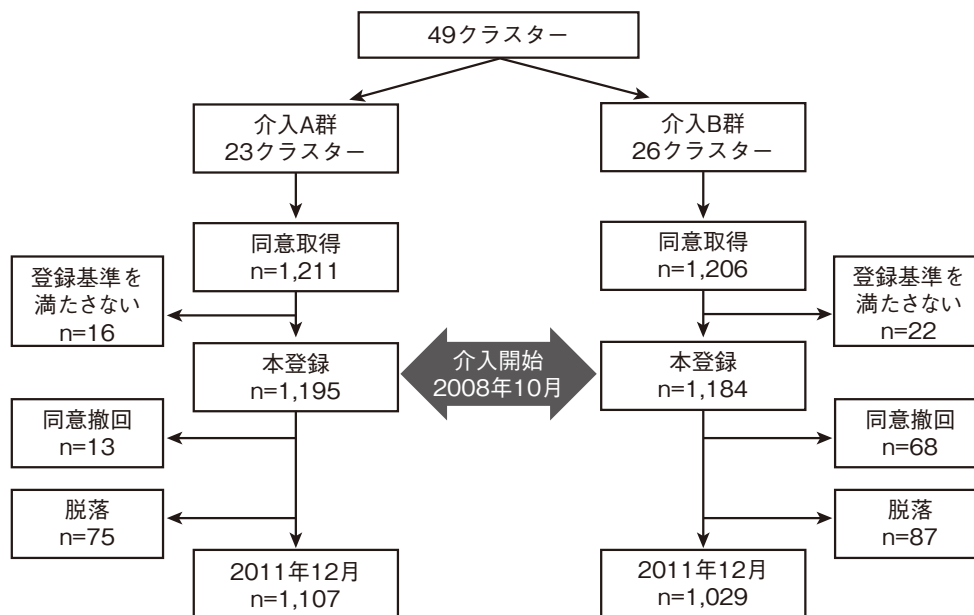 49クラスター
介入A群
23クラスター
介入B群
26クラスター
同意取得
n=1,211
同意取得
n=1,206
登録基準を
満たさない
n=16
登録基準を
満たさない
n=22
本登録
n=1,195
介入開始
2008年10月
本登録
n=1,184
同意撤回
n=13
同意撤回
n=68
脱落
n=75
脱落
n=87
2011年12月
n=1,107
2011年12月
n=1,029